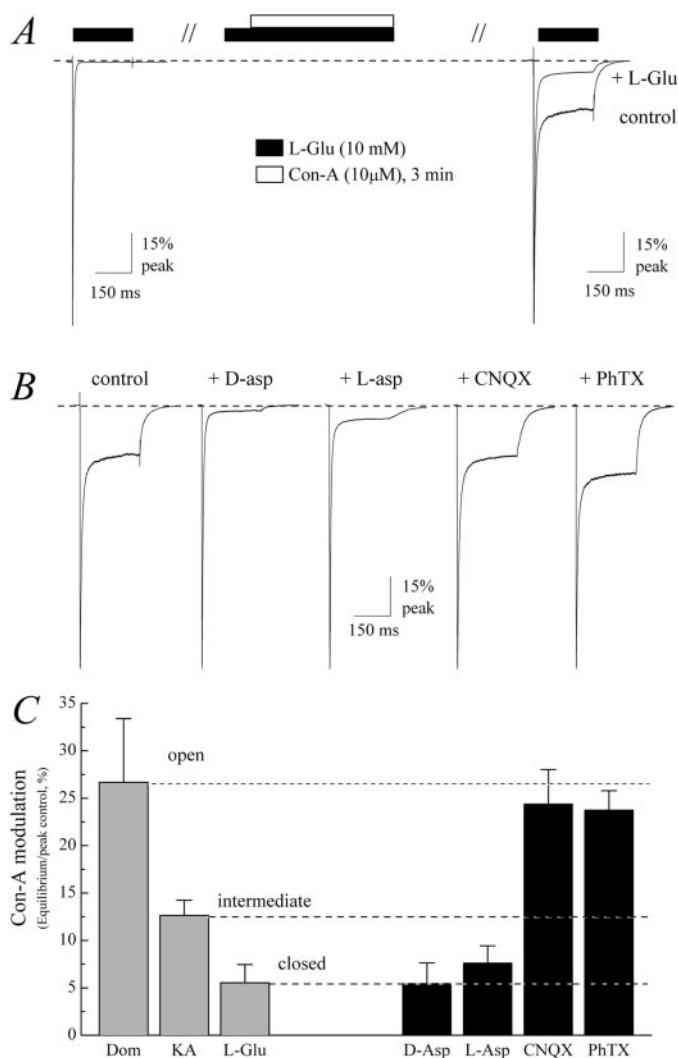 A
//
//
+ L-Glu
control
L-Glu (10 mM)
Con-A (10µM), 3 min
15%
peak
150 ms
15%
peak
150 ms
B
control
+ D-asp
+ L-asp
+ CNQX
+ PhTX
15%
peak
150 ms
C
Con-A modulation
(Equilibrium/peak control, %)
35
30
25
20
15
10
5
0
open
intermediate
closed
Dom KA L-Glu D-Asp L-Asp CNQX PhTX